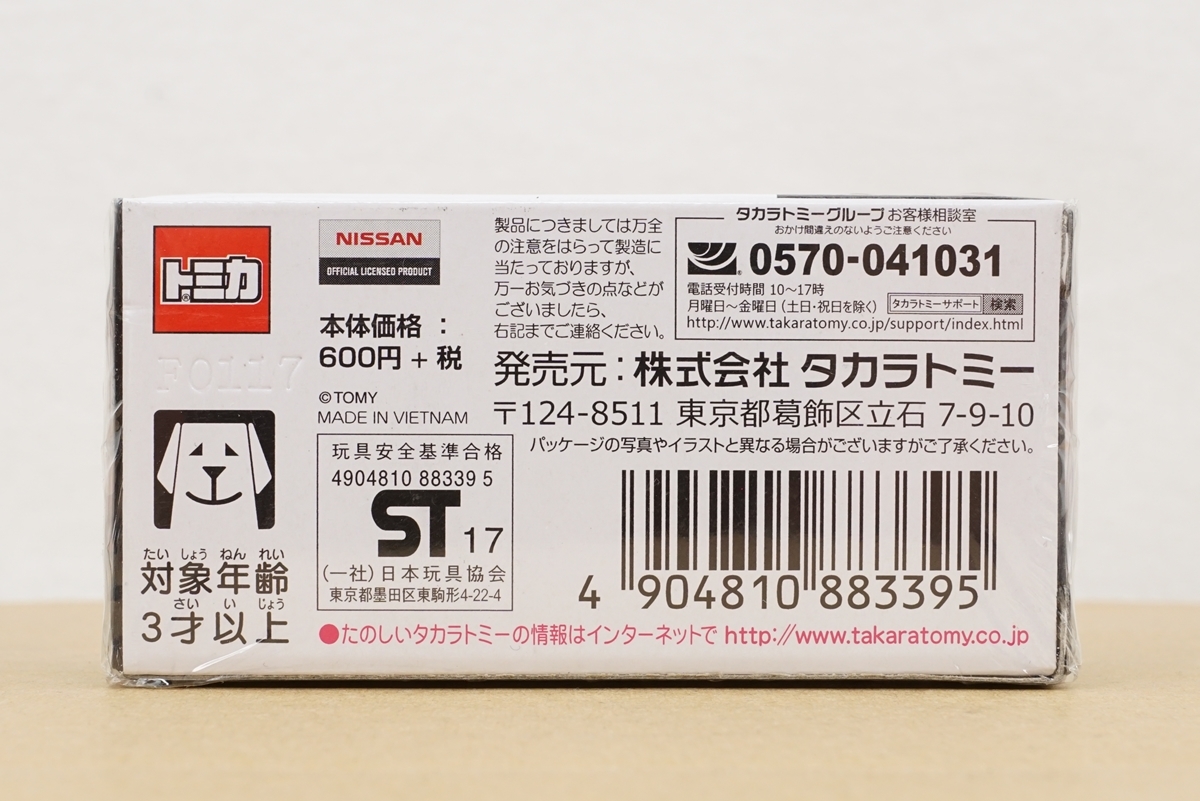 トミカ
F0117
たい しょう ねん れい
対象年齢
さい い じょう
3才以上
NISSAN
OFFICIAL LICENSED PRODUCT
本体価格：
600円＋税
©TOMY
MADE IN VIETNAM
玩具安全基準合格
4904810 88339 5
ST 17
(一社)日本玩具協会
東京都墨田区東駒形4-22-4
製品につきましては万全
の注意をはらって製造に
当たっておりますが、
万一お気づきの点などが
ございましたら、
右記までご連絡ください。
タカラトミーグループ お客様相談室
おかけ間違えのないようご注意ください
0570-041031
電話受付時間 10〜17時
月曜日〜金曜日 (土日・祝日を除く) タカラトミーサポート 検索
http://www.takaratomy.co.jp/support/index.html
発売元：株式会社 タカラトミー
〒124-8511 東京都葛飾区立石 7-9-10
パッケージの写真やイラストと異なる場合がございますがご了承ください。
4 904810 883395
●たのしいタカラトミーの情報はインターネットで http://www.takaratomy.co.jp